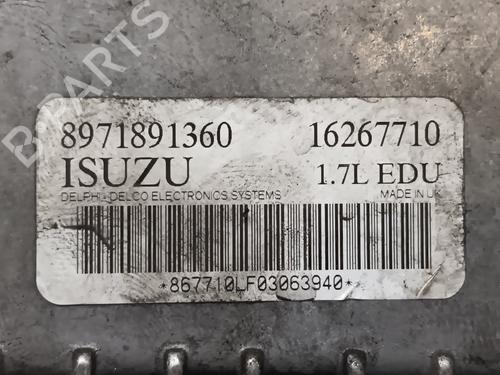 B-PARTS
8971891360 16267710
ISUZU 1.7L EDU
DELPHI-DELCO ELECTRONICS SYSTEMS MADE IN UK
*867710LF03063940*